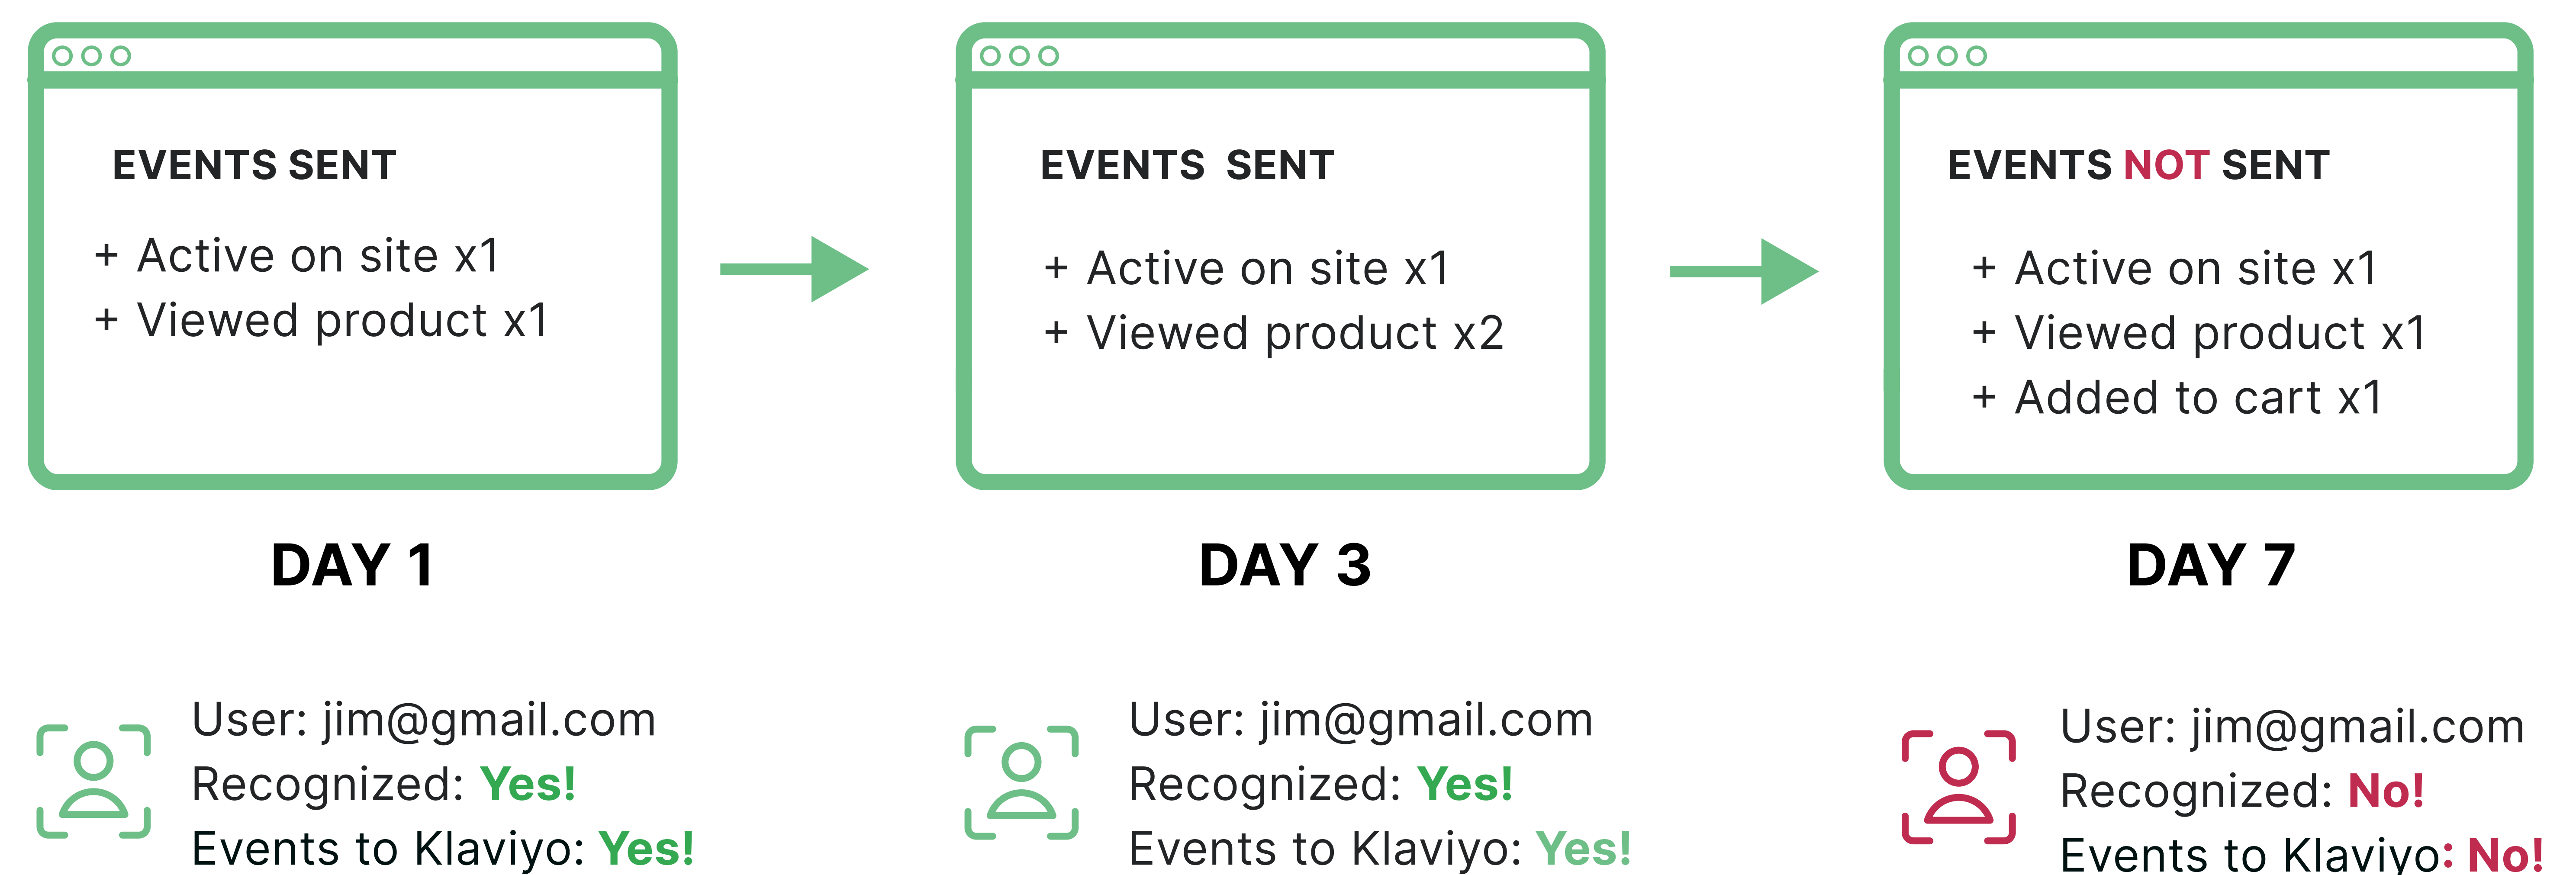 EVENTS SENT
+ Active on site x1
+ Viewed product x1
DAY 1
User: jim@gmail.com
Recognized: Yes!
Events to Klaviyo: Yes!
EVENTS SENT
+ Active on site x1
+ Viewed product x2
DAY 3
User: jim@gmail.com
Recognized: Yes!
Events to Klaviyo: Yes!
EVENTS NOT SENT
+ Active on site x1
+ Viewed product x1
+ Added to cart x1
DAY 7
User: jim@gmail.com
Recognized: No!
Events to Klaviyo: No!